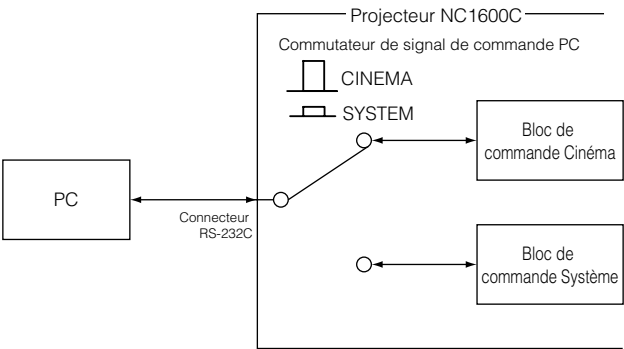 Projecteur NC1600C
Commutateur de signal de commande PC
CINEMA
SYSTEM
Bloc de
commande Cinéma
PC
Connecteur
RS-232C
Bloc de
commande Système